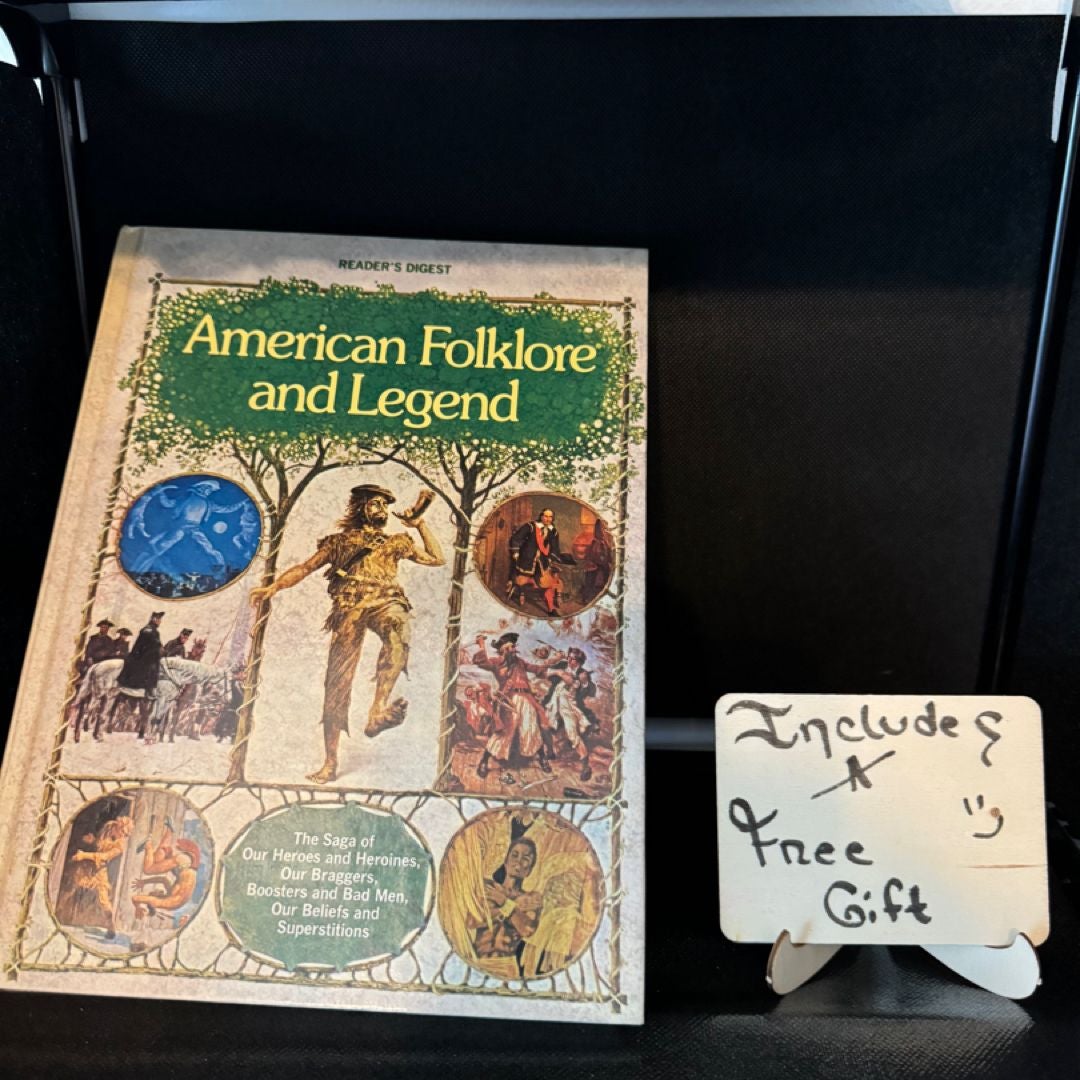 READER'S DIGEST
American Folklore
and Legend
The Saga of
Our Heroes and Heroines,
Our Braggers,
Boosters and Bad Men,
Our Beliefs and
Superstitions
Includes
A
Free
Gift